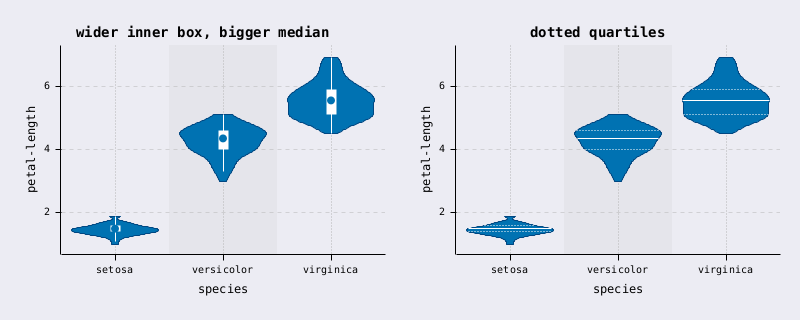 wider inner box, bigger median
petal-length
6
4
2
setosa versicolor virginica
species
dotted quartiles
petal-length
6
4
2
setosa versicolor virginica
species